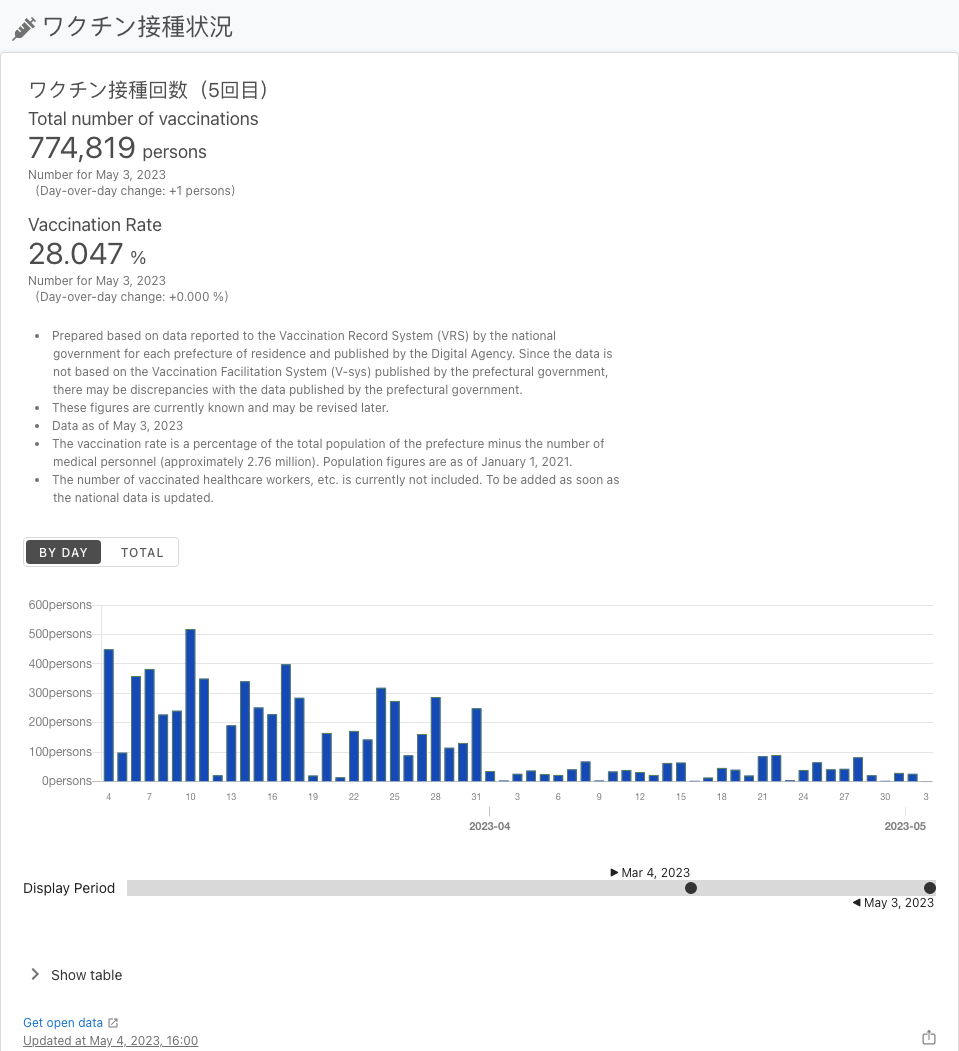 ワクチン接種状況
ワクチン接種回数（5回目）
Total number of vaccinations
774,819 persons
Number for May 3, 2023
（Day-over-day change: +1 persons）
Vaccination Rate
28.047 %
Number for May 3, 2023
（Day-over-day change: +0.000 %）
• Prepared based on data reported to the Vaccination Record System (VRS) by the national
government for each prefecture of residence and published by the Digital Agency. Since the data is
not based on the Vaccination Facilitation System (V-sys) published by the prefectural government,
there may be discrepancies with the data published by the prefectural government.
• These figures are currently known and may be revised later.
• Data as of May 3, 2023
• The vaccination rate is a percentage of the total population of the prefecture minus the number of
medical personnel (approximately 2.76 million). Population figures are as of January 1, 2021.
• The number of vaccinated healthcare workers, etc. is currently not included. To be added as soon as
the national data is updated.
BY DAY TOTAL
600persons
500persons
400persons
300persons
200persons
100persons
0persons
4 7 10 13 16 19 22 25 28 31 3 6 9 12 15 18 21 24 27 30 3
2023-04 2023-05
Mar 4, 2023
Display Period
May 3, 2023
Show table
Get open data
Updated at May 4, 2023, 16:00